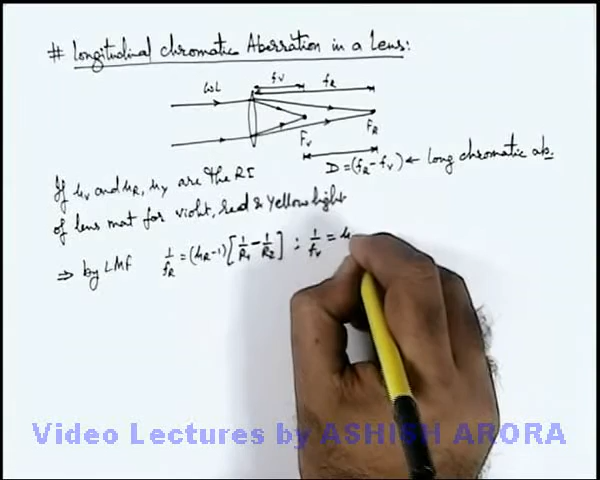 # Longitudinal chromatic Aberration in a Lens:
WL fv fR
Fv FR
D = (fR - fv) ← Long chromatic ab.
If μv and μR, μy are the RI
of lens mat for violet, red & Yellow light
⇒ by LMF 1/fR = (μR-1) [1/R1 - 1/R2] ; 1/fv = μ
Video Lectures by ASHISH ARORA